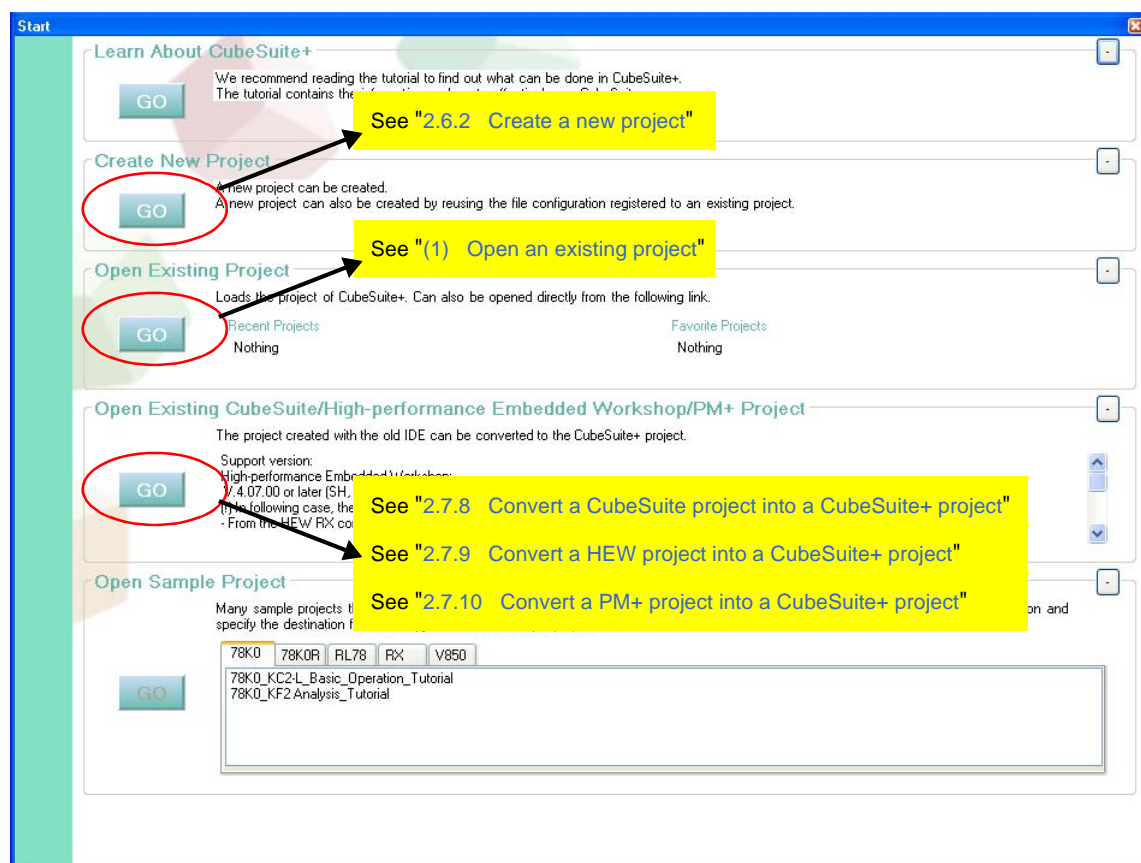 Start
Learn About CubeSuite+
GO
We recommend reading the tutorial to find out what can be done in CubeSuite+.
The tutorial contains the
See "2.6.2 Create a new project"
Create New Project
GO
A new project can be created.
A new project can also be created by reusing the file configuration registered to an existing project.
See "(1) Open an existing project"
Open Existing Project
GO
Loads the project of CubeSuite+. Can also be opened directly from the following link.
Recent Projects
Favorite Projects
Nothing
Nothing
Open Existing CubeSuite/High-performance Embedded Workshop/PM+ Project
GO
The project created with the old IDE can be converted to the CubeSuite+ project.
Support version:
High-performance Embedded Workshop:
V.4.07.00 or later (SH,
(!) In following case, the
- From the HEW RX
See "2.7.8 Convert a CubeSuite project into a CubeSuite+ project"
See "2.7.9 Convert a HEW project into a CubeSuite+ project"
See "2.7.10 Convert a PM+ project into a CubeSuite+ project"
Open Sample Project
GO
Many sample projects and
specify the destination
78K0 78K0R RL78 RX V850
78K0_KC2-L_Basic_Operation_Tutorial
78K0_KF2 Analysis_Tutorial